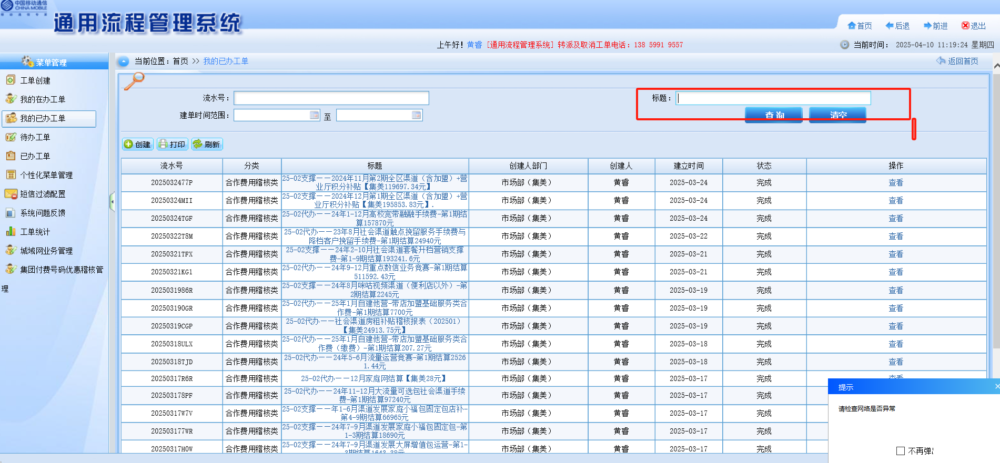 中国移动通信
CHINA MOBILE
移动通信专家
通用流程管理系统
首页 后退 前进 退出
上午好! 黄睿 [通用流程管理系统] 转派及取消工单电话: 138 5991 9557
当前时间: 2025-04-10 11:19:24 星期四
菜单管理
工单创建
我的在办工单
我的已办工单
待办工单
已办工单
个性化菜单管理
短信过滤配置
系统问题反馈
工单统计
城域网业务管理
集团付费号码优惠稽核管
理
当前位置: 首页 >> 我的已办工单
返回首页
流水号:
标题:
建单时间范围: 至
查 询 清空
创建 打印 刷新
流水号 分类 标题 创建人部门 创建人 建立时间 状态 操作
2025032477P 合作费用稽核类 25-02支撑——2024年11月第2期全区渠道（含加盟）+营
业厅积分补贴【集美119697.34元】 市场部（集美） 黄睿 2025-03-24 完成 查看
20250324MII 合作费用稽核类 25-02支撑——2024年12月第1期全区渠道（含加盟）+营
业厅积分补贴【集美195853.83元】. 市场部（集美） 黄睿 2025-03-24 完成 查看
20250324TGF 合作费用稽核类 25-02代办——24年1-12月高校宽带融融手续费-第1期结
算157870元 市场部（集美） 黄睿 2025-03-24 完成 查看
20250322T8M 合作费用稽核类 25-02代办——23年8月社会渠道触点挽留服务手续费与
降档客户挽留手续费-第1期结算24940元 市场部（集美） 黄睿 2025-03-22 完成 查看
20250321TFX 合作费用稽核类 25-02支撑——24年2-10月社会渠道套餐升档营销支撑
费-第1-9期结算193241.6元 市场部（集美） 黄睿 2025-03-21 完成 查看
20250321KG1 合作费用稽核类 25-02代办——24年9-12月重点数信业务竞赛-第1期结算
511592.43元 市场部（集美） 黄睿 2025-03-21 完成 查看
2025031986R 合作费用稽核类 25-02支撑——24年8月咪咕视频渠道（便利店以外）-第
2期结算2245元 市场部（集美） 黄睿 2025-03-19 完成 查看
202503190GR 合作费用稽核类 25-02代办——25年1月自建他营-带店加盟基础服务类合
作费-第1期结算7700元 市场部（集美） 黄睿 2025-03-19 完成 查看
20250319CGP 合作费用稽核类 25-02代办——社会渠道房租补贴稽核报表（202501）
【集美24913.75元】 市场部（集美） 黄睿 2025-03-19 完成 查看
20250318ULX 合作费用稽核类 25-02代办——25年1月自建他营-带店加盟基础服务类合
作费（缴费）-第1期结算207.27元 市场部（集美） 黄睿 2025-03-18 完成 查看
20250318TJD 合作费用稽核类 25-02代办——24年5-6月流量运营竞赛-第1期结算2526
1.44元 市场部（集美） 黄睿 2025-03-18 完成 查看
20250317R6R 合作费用稽核类 25-02代办——12月家庭网结算【集美28元】 市场部（集美） 黄睿 2025-03-17 完成 查看
202503178PF 合作费用稽核类 25-02代办——24年11-12月大流量可选包社会渠道手续
费-第1期结算97240元 市场部（集美） 黄睿 2025-03-17 完成
20250317W7V 合作费用稽核类 25-02支撑——年1-6月渠道发展家庭小福包固定包店补-
第4-9期结算66965元 市场部（集美） 黄睿 2025-03-17 完成
202503177WR 合作费用稽核类 25-02支撑——24年7-9月渠道发展家庭小福包固定包-第
1-3期结算18690元 市场部（集美） 黄睿 2025-03-17 完成
20250317H0W 合作费用稽核类 25-02支撑——24年7-9月渠道发展大屏增值包运营-第1-
3期结算1643.38元 市场部（集美） 黄睿 2025-03-17 完成
提示
请检查网络是否异常
不再弹!